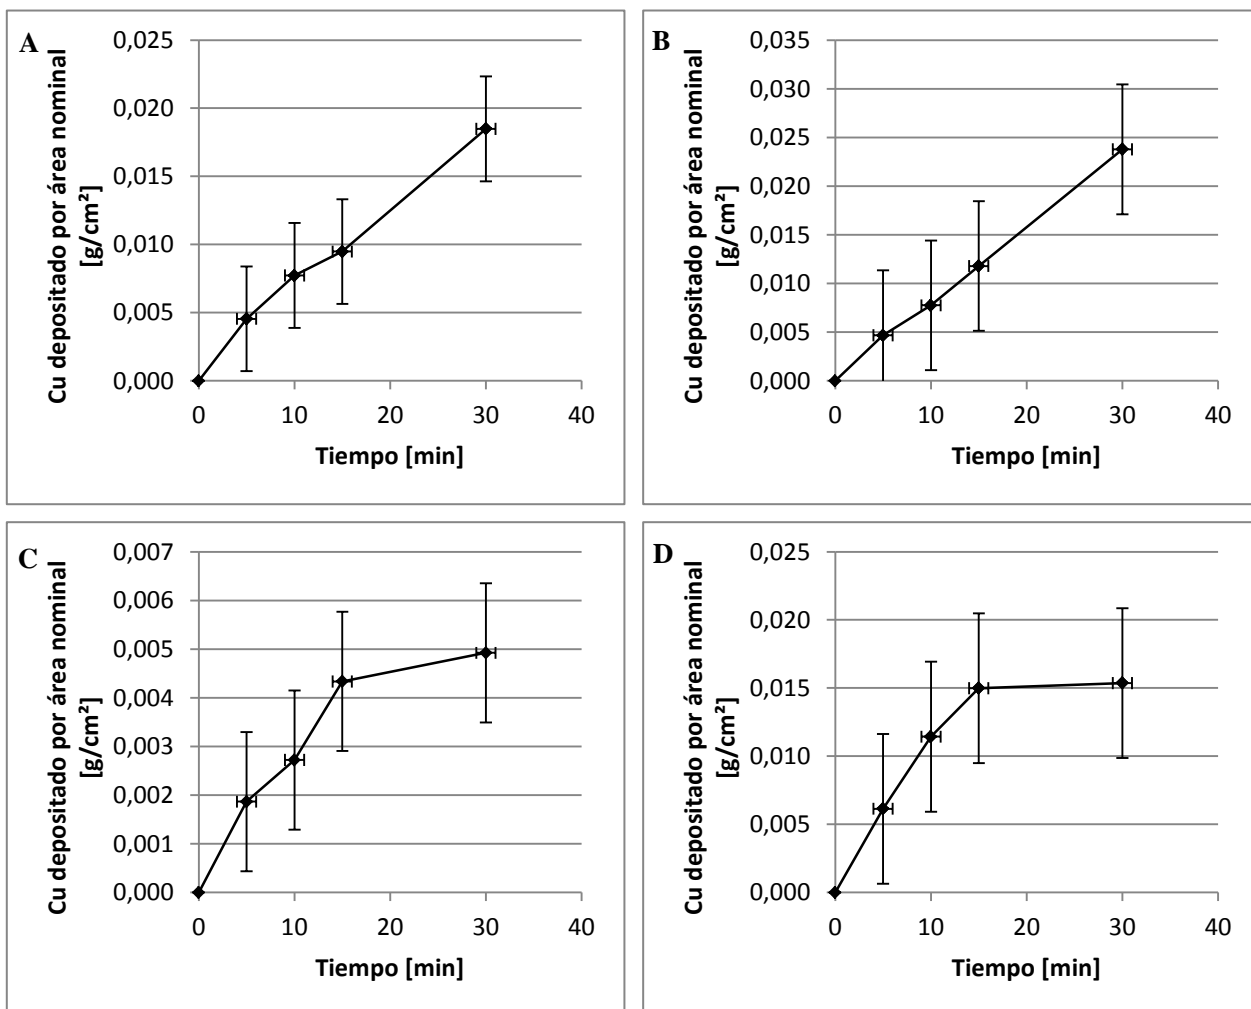 A
Cu depositado por área nominal
[g/cm²]
0,025
0,020
0,015
0,010
0,005
0,000
0 10 20 30 40
Tiempo [min]
B
Cu depositado por área nominal
[g/cm²]
0,035
0,030
0,025
0,020
0,015
0,010
0,005
0,000
0 10 20 30 40
Tiempo [min]
C
Cu depositado por área nominal
[g/cm²]
0,007
0,006
0,005
0,004
0,003
0,002
0,001
0,000
0 10 20 30 40
Tiempo [min]
D
Cu depositado por área nominal
[g/cm²]
0,025
0,020
0,015
0,010
0,005
0,000
0 10 20 30 40
Tiempo [min]